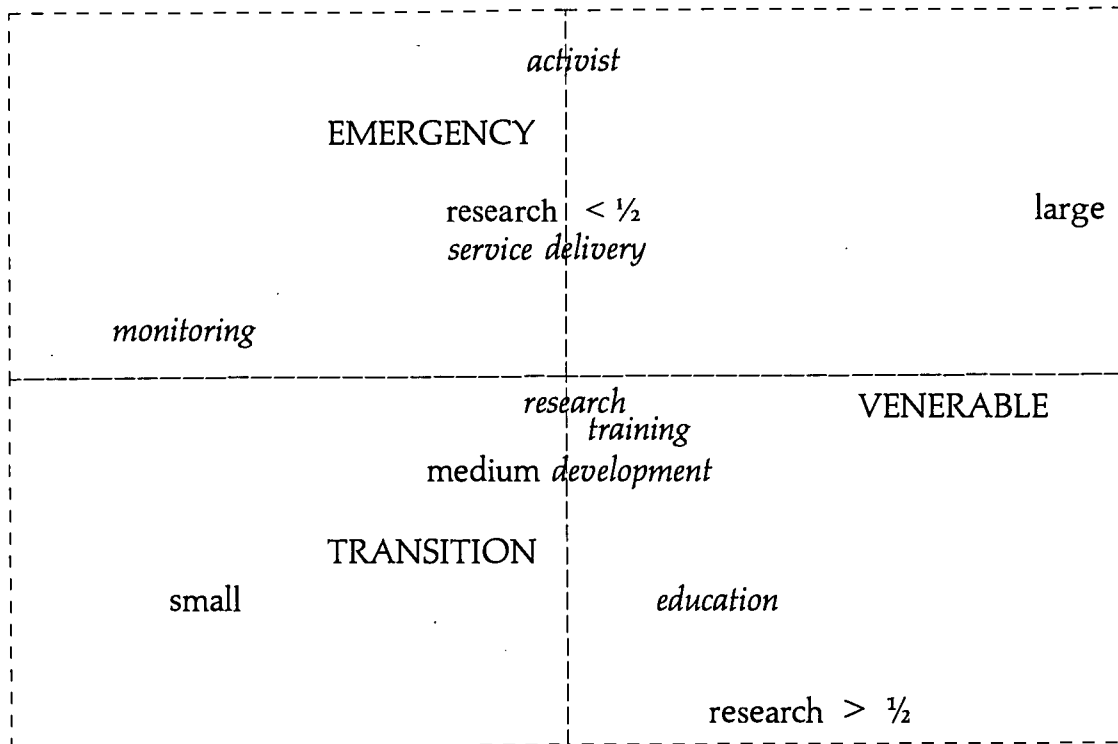 activist
EMERGENCY
research < ½
large
service delivery
monitoring
research
VENERABLE
training
medium development
TRANSITION
small
education
research > ½